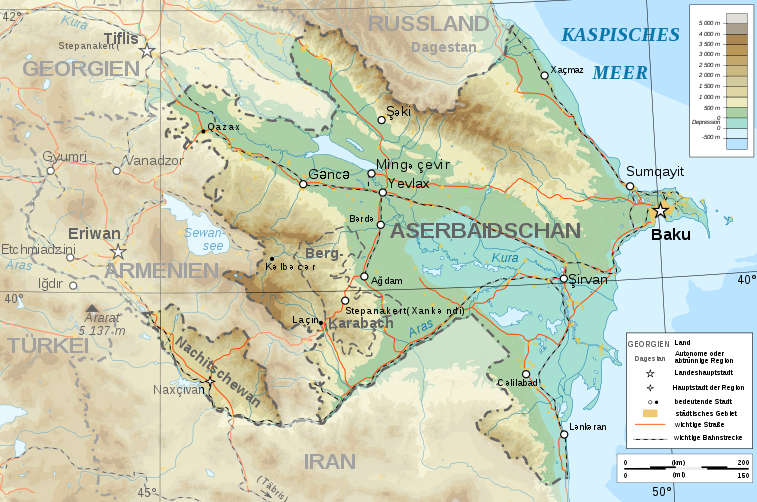 42°
Tiflis
Stepanakert (
GEORGIEN
Kura
RUSSLAND
Dagestan
KASPISCHES
MEER
5 000 m
4 500 m
4 000 m
3 500 m
3 000 m
2 500 m
2 000 m
1 500 m
1 000 m
500 m
0
Depression
0
-500 m
Xaçmaz
Şəki
Qazax
Gyumri
Vanadzor
Mingəçevir
Gəncə
Yevlax
Sumqayit
Bərdə
ASERBAIDSCHAN
Baku
Eriwan
Sewan-
see
Etchmiadzini
Aras
ARMENIEN
Berg-
Kəlbəcər
Kura
Iğdır
Ağdam
Şirvan
40°
40°
Ararat
5 137 m
Stepanakert(Xankəndi)
Laçın
Karabach
Aras
TÜRKEI
Nachitschewan
Naxçıvan
Cəlilabad
Lənkəran
IRAN
(Täbris)
45°
50°
GEORGIEN Land
Dagestan Autonome oder
abtrünnige Region
Landeshauptstadt
Hauptstadt der Region
bedeutende Stadt
städtisches Gebiet
wichtige Straße
wichtige Bahnstrecke
0 (km) 200
0 (mi) 150